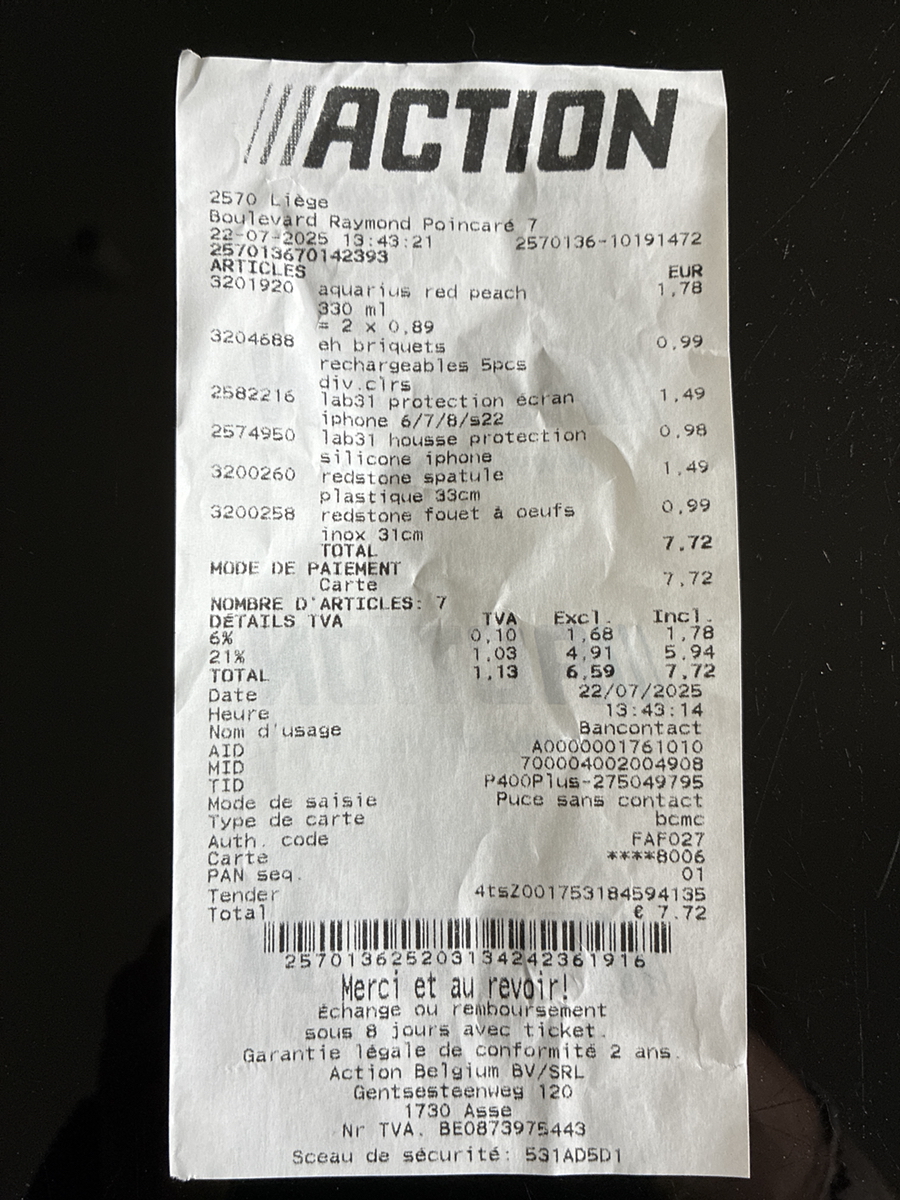 ///ACTION
2570 Liège
Boulevard Raymond Poincaré 7
22-07-2025 13:43:21 2570136-10191472
257013670142393
ARTICLES EUR
3201920 aquarius red peach 1,78
330 ml
= 2 x 0,89
3204688 eh briquets 0,99
rechargeables 5pcs
div.clrs
2582216 lab31 protection écran 1,49
iphone 6/7/8/s22
2574950 lab31 housse protection 0,98
silicone iphone
3200260 redstone spatule 1,49
plastique 33cm
3200258 redstone fouet à oeufs 0,99
inox 31cm
TOTAL 7.72
MODE DE PAIEMENT
Carte 7,72
NOMBRE D'ARTICLES: 7
DÉTAILS TVA TVA Excl. Incl.
6% 0,10 1,68 1,78
21% 1,03 4,91 5,94
TOTAL 1,13 6,59 7,72
Date 22/07/2025
Heure 13:43:14
Nom d'usage Bancontact
AID A0000001761010
MID 700004002004908
TID P400Plus-275049795
Mode de saisie Puce sans contact
Type de carte bcmc
Auth. code FAF027
Carte ****8006
PAN seq. 01
Tender 4tsZ001753184594135
Total € 7.72
2570136252031342423619​16
Merci et au revoir!
Échange ou remboursement
sous 8 jours avec ticket.
Garantie légale de conformité 2 ans.
Action Belgium BV/SRL
Gentsesteenweg 120
1730 Asse
Nr TVA. BE0873975443
Sceau de sécurité: 531AD5D1